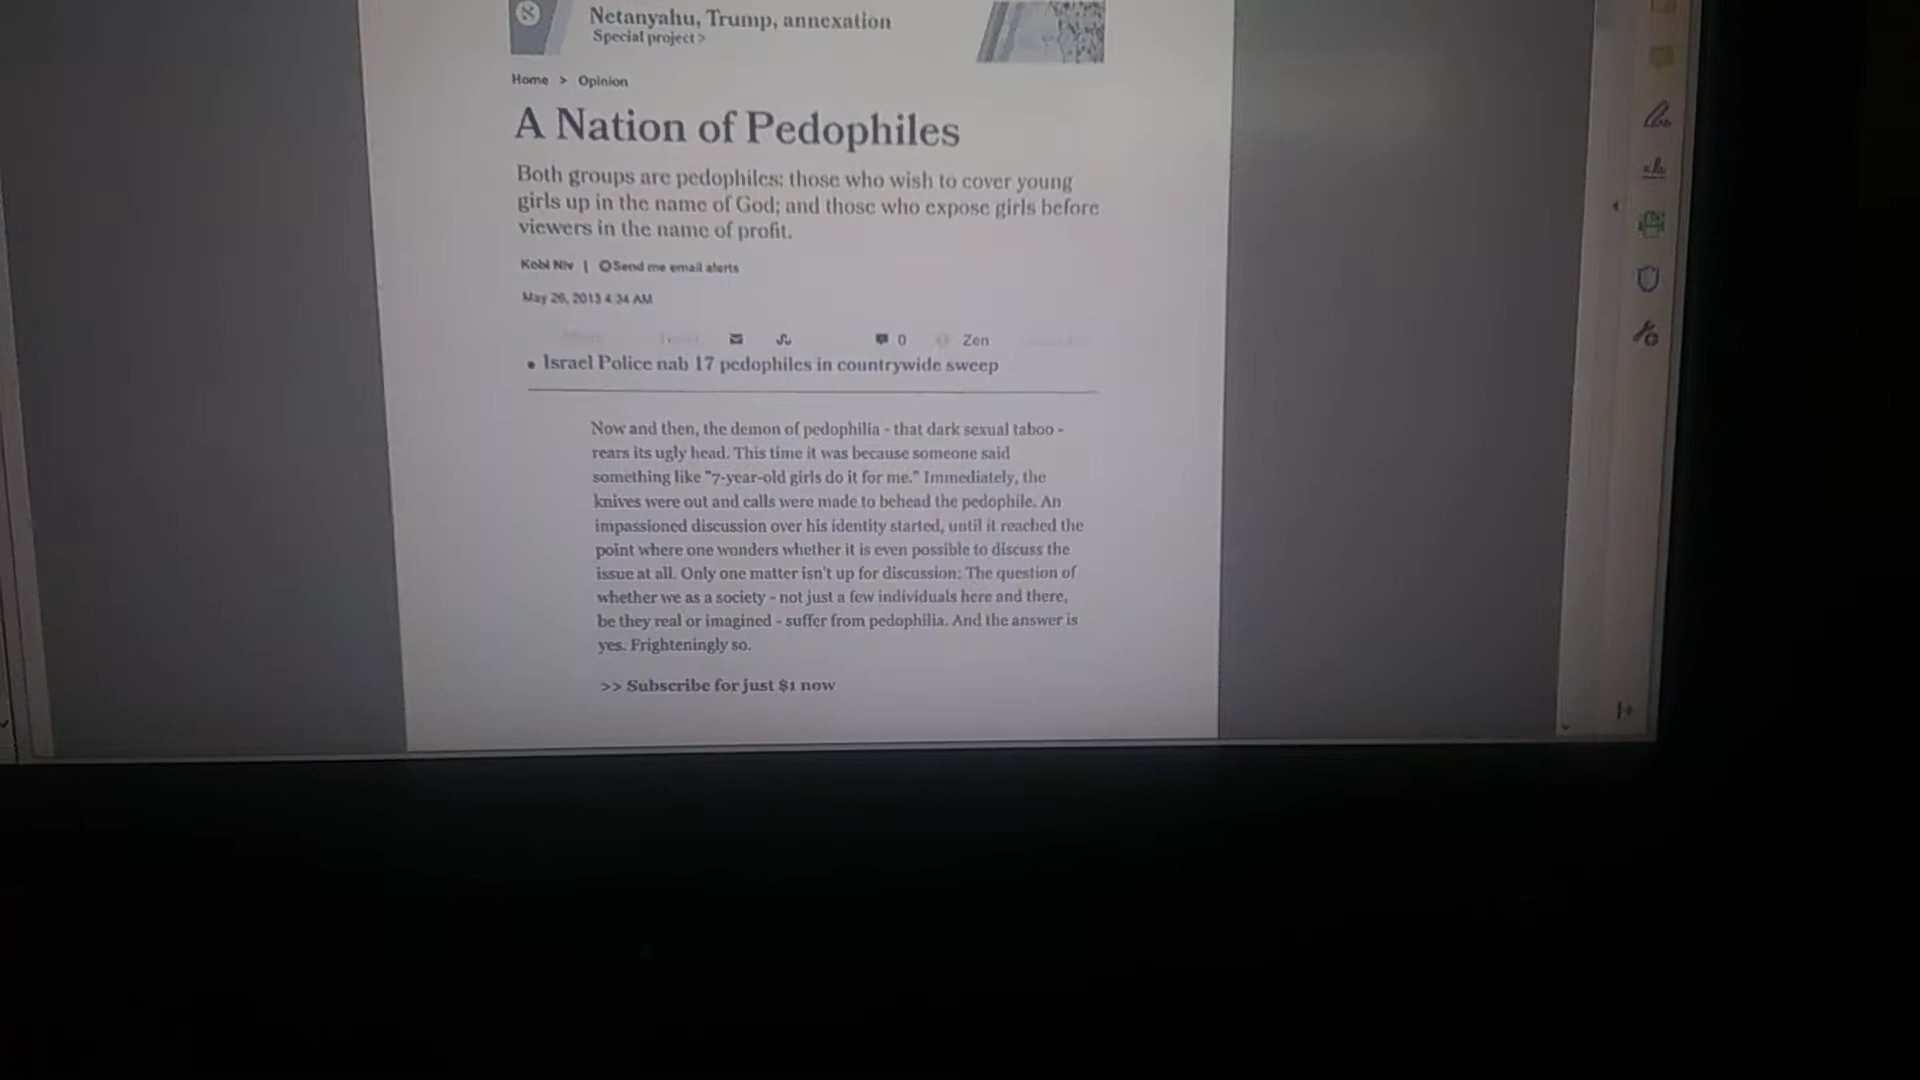 Netanyahu, Trump, annexation
Special project >
Home > Opinion
A Nation of Pedophiles
Both groups are pedophiles: those who wish to cover young
girls up in the name of God; and those who expose girls before
viewers in the name of profit.
Kobi Niv | Send me email alerts
May 26, 2013 4:34 AM
0 Zen
• Israel Police nab 17 pedophiles in countrywide sweep
Now and then, the demon of pedophilia - that dark sexual taboo -
rears its ugly head. This time it was because someone said
something like "7-year-old girls do it for me." Immediately, the
knives were out and calls were made to behead the pedophile. An
impassioned discussion over his identity started, until it reached the
point where one wonders whether it is even possible to discuss the
issue at all. Only one matter isn't up for discussion: The question of
whether we as a society - not just a few individuals here and there,
be they real or imagined - suffer from pedophilia. And the answer is
yes. Frighteningly so.
>> Subscribe for just $1 now